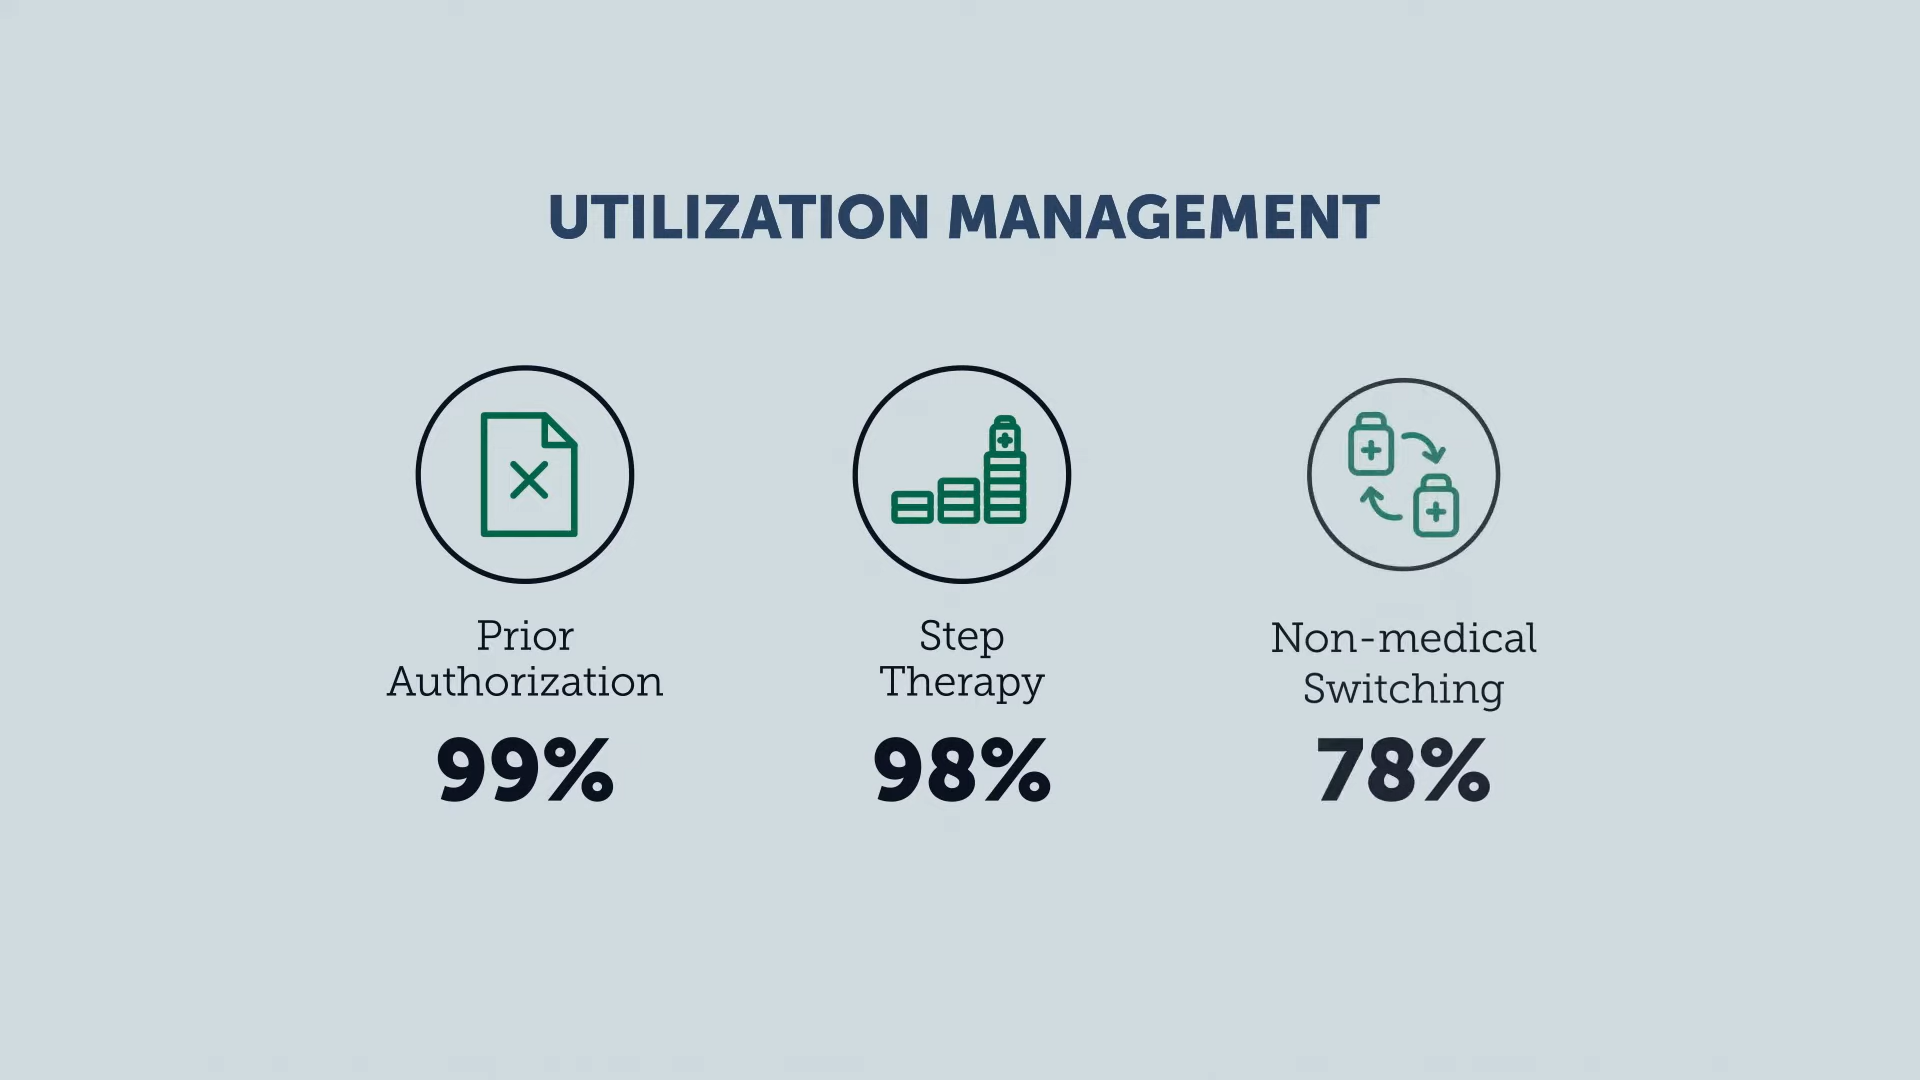 UTILIZATION MANAGEMENT
Prior
Authorization
99%
Step
Therapy
98%
Non-medical
Switching
78%